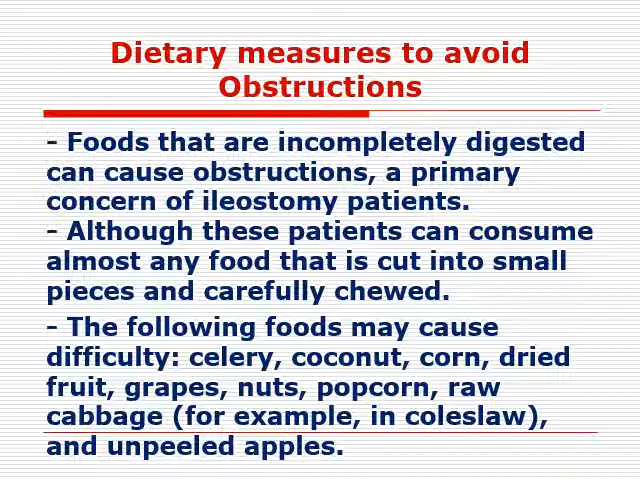 Dietary measures to avoid
Obstructions
- Foods that are incompletely digested
can cause obstructions, a primary
concern of ileostomy patients.
- Although these patients can consume
almost any food that is cut into small
pieces and carefully chewed.
- The following foods may cause
difficulty: celery, coconut, corn, dried
fruit, grapes, nuts, popcorn, raw
cabbage (for example, in coleslaw),
and unpeeled apples.